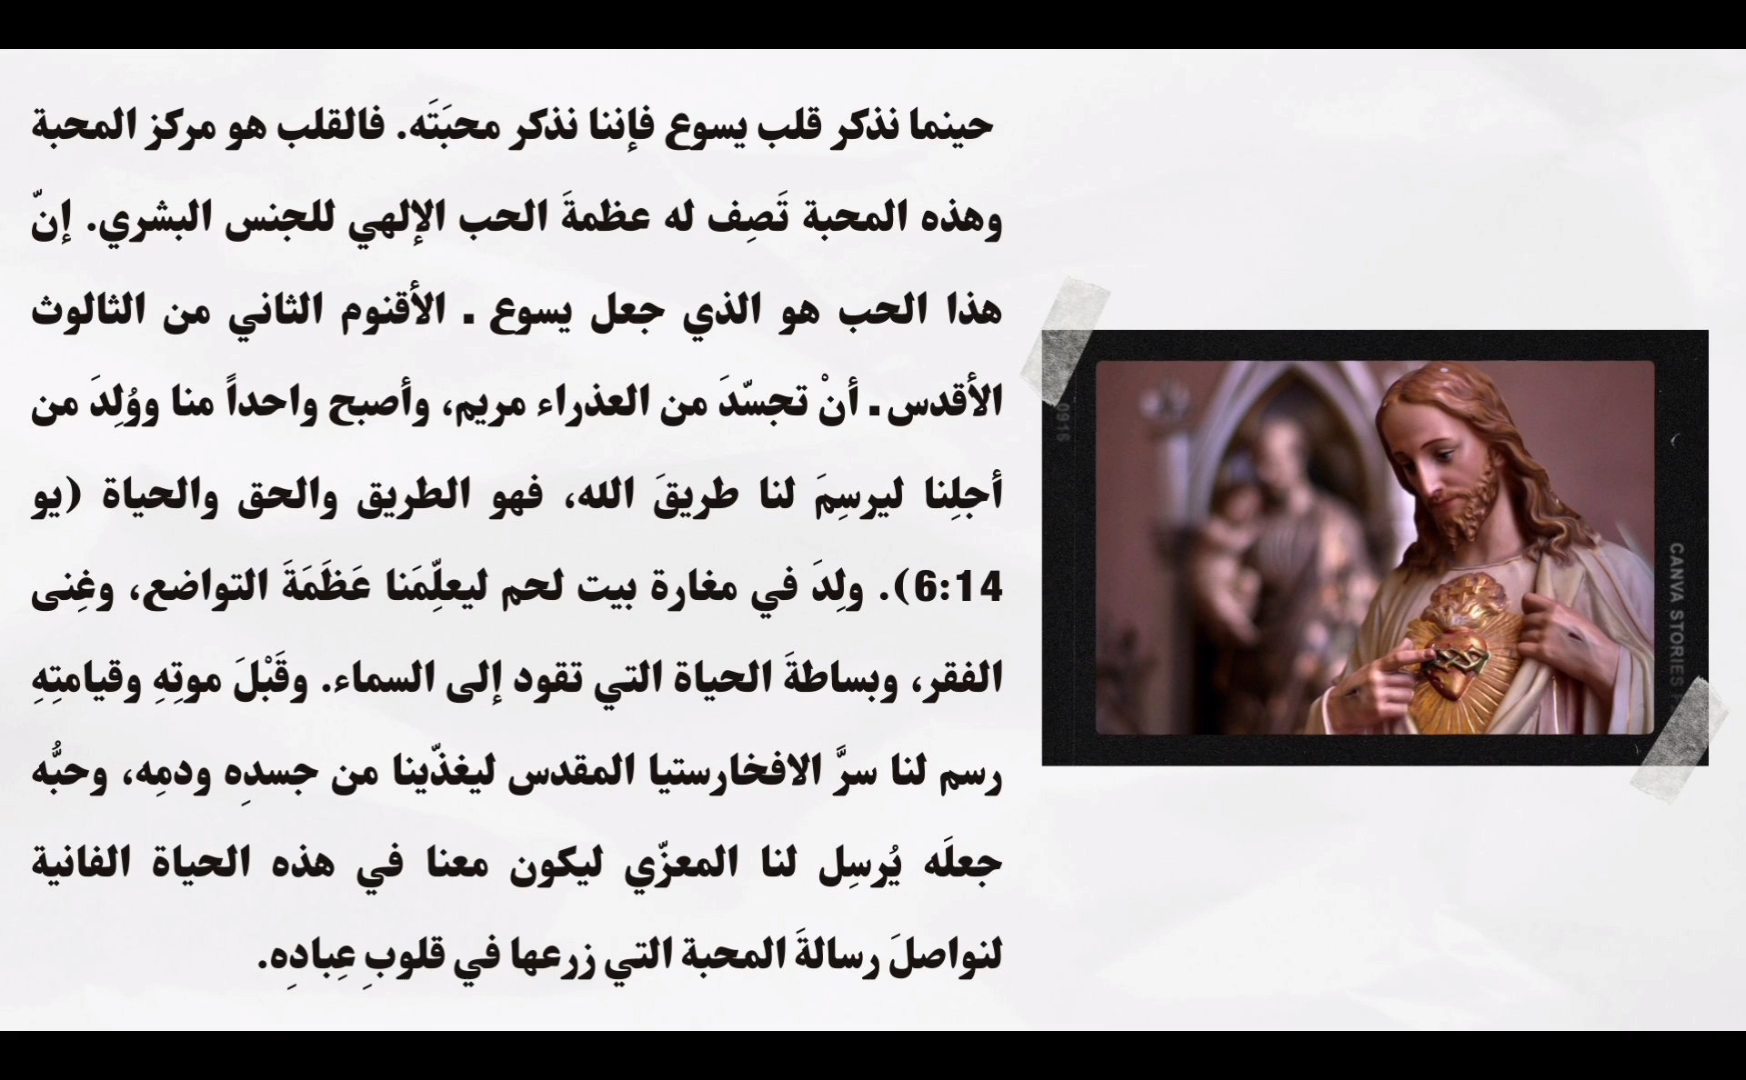 حينما نذكر قلب يسوع فإننا نذكر محبَتَه. فالقلب هو مركز المحبة
وهذه المحبة تَصِف له عظمةَ الحب الإلهي للجنس البشري. إنّ
هذا الحب هو الذي جعل يسوع . الأقنوم الثاني من الثالوث
الأقدس. أنْ تجسّدَ من العذراء مريم، وأصبح واحداً منا ووُلِدَ من
أجلِنا ليرسِمَ لنا طريقَ الله، فهو الطريق والحق والحياة (يو
6:14). ولِدَ في مغارة بيت لحم ليعلِّمَنا عَظَمَةَ التواضع، وغِنى
الفقر، وبساطةَ الحياة التي تقود إلى السماء. وقَبْلَ موتِهِ وقيامتِهِ
رسم لنا سرَّ الافخارستيا المقدس ليغذّينا من جسدِه ودمِه، وحبُّه
جعلَه يُرسِل لنا المعزّي ليكون معنا في هذه الحياة الفانية
لنواصلَ رسالةَ المحبة التي زرعها في قلوبِ عِبادِه.
0915
CANVA STORIES